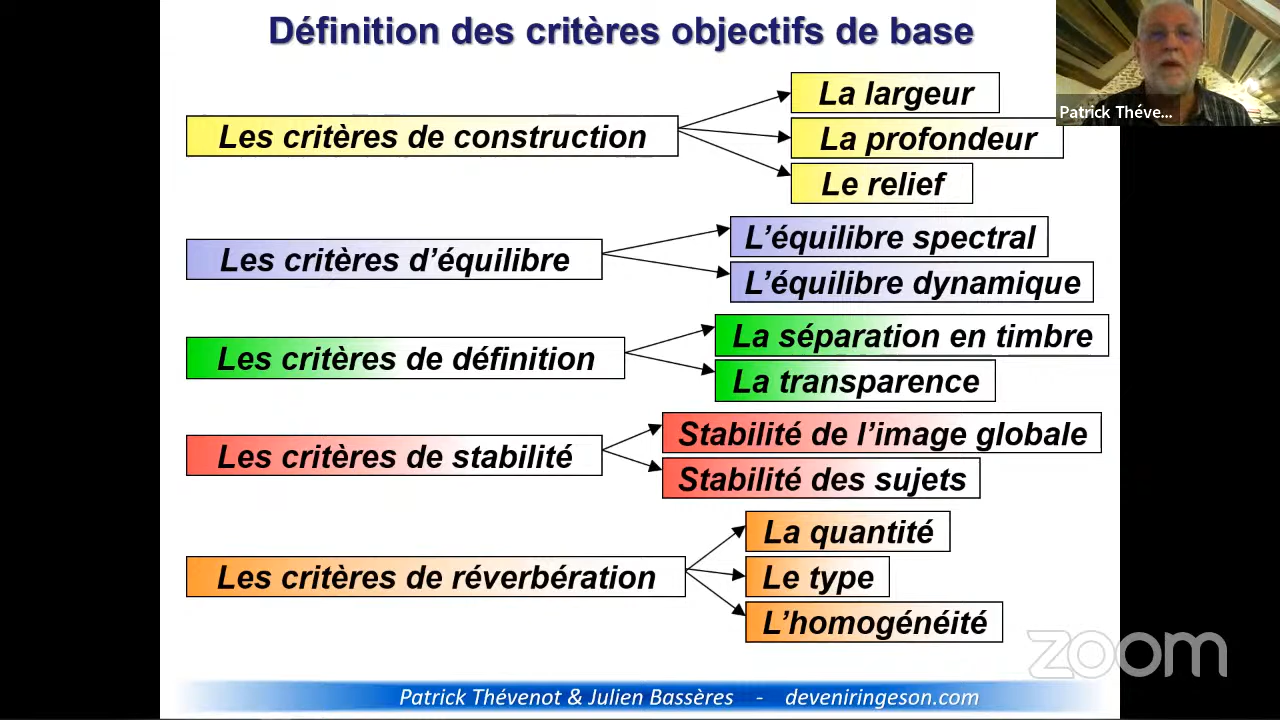 Définition des critères objectifs de base
Patrick Théve...
Les critères de construction
La largeur
La profondeur
Le relief
Les critères d’équilibre
L’équilibre spectral
L’équilibre dynamique
Les critères de définition
La séparation en timbre
La transparence
Les critères de stabilité
Stabilité de l’image globale
Stabilité des sujets
Les critères de réverbération
La quantité
Le type
L’homogénéité
zoom
Patrick Thévenot & Julien Bassères - deveniringeson.com